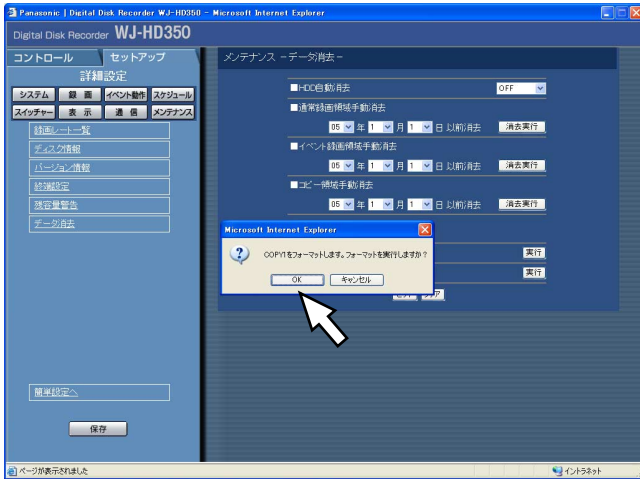 Panasonic | Digital Disk Recorder WJ-HD350 - Microsoft Internet Explorer
Digital Disk Recorder WJ-HD350
コントロール セットアップ
詳細設定
システム 録画 イベント動作 スケジュール
スイッチャー 表示 通信 メンテナンス
録画レート一覧
ディスク情報
バージョン情報
終端設定
残容量警告
データ消去
簡単設定へ
保存
メンテナンス －データ消去－
■HDD自動消去 OFF
■通常録画領域手動消去
05 年 1 月 1 日 以前消去 消去実行
■イベント録画領域手動消去
05 年 1 月 1 日 以前消去 消去実行
■コピー領域手動消去
05 年 1 月 1 日 以前消去 消去実行
Microsoft Internet Explorer
COPY1をフォーマットします。フォーマットを実行しますか？
OK キャンセル
実行
実行
ページが表示されました イントラネット